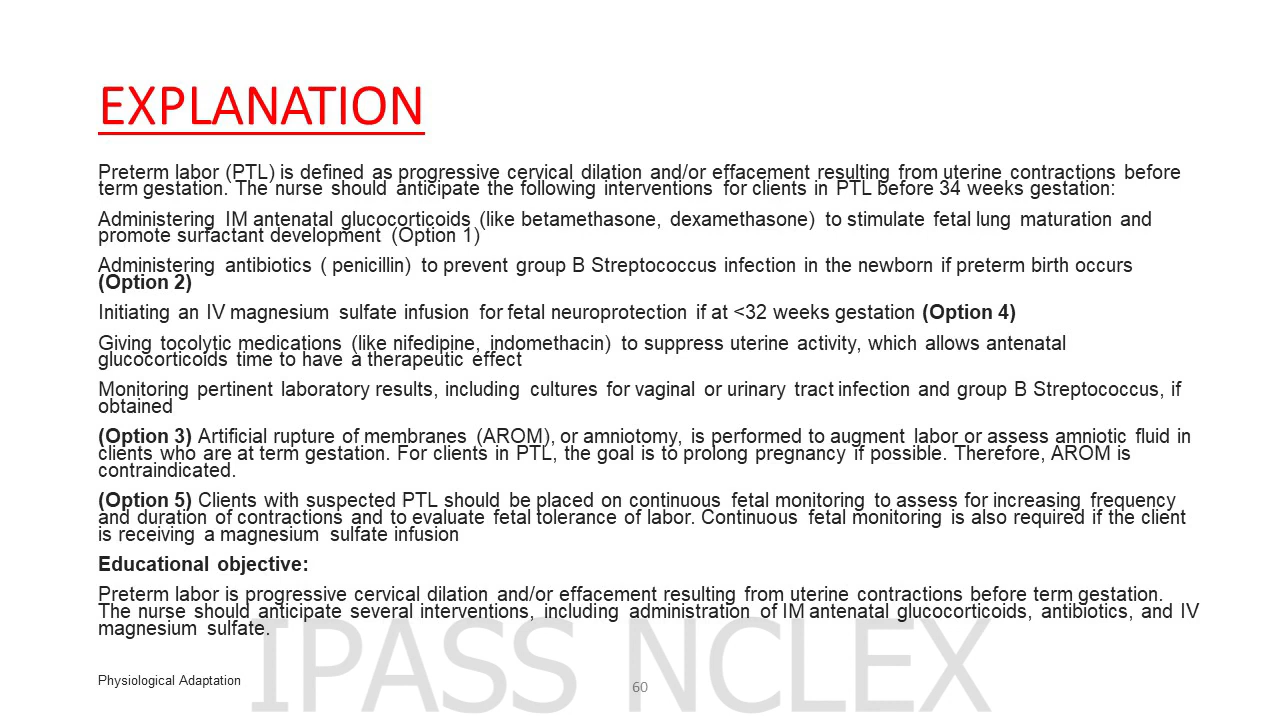 EXPLANATION
Preterm labor (PTL) is defined as progressive cervical dilation and/or effacement resulting from uterine contractions before
term gestation. The nurse should anticipate the following interventions for clients in PTL before 34 weeks gestation:
Administering IM antenatal glucocorticoids (like betamethasone, dexamethasone) to stimulate fetal lung maturation and
promote surfactant development (Option 1)
Administering antibiotics ( penicillin) to prevent group B Streptococcus infection in the newborn if preterm birth occurs
(Option 2)
Initiating an IV magnesium sulfate infusion for fetal neuroprotection if at <32 weeks gestation (Option 4)
Giving tocolytic medications (like nifedipine, indomethacin) to suppress uterine activity, which allows antenatal
glucocorticoids time to have a therapeutic effect
Monitoring pertinent laboratory results, including cultures for vaginal or urinary tract infection and group B Streptococcus, if
obtained
(Option 3) Artificial rupture of membranes (AROM), or amniotomy, is performed to augment labor or assess amniotic fluid in
clients who are at term gestation. For clients in PTL, the goal is to prolong pregnancy if possible. Therefore, AROM is
contraindicated.
(Option 5) Clients with suspected PTL should be placed on continuous fetal monitoring to assess for increasing frequency
and duration of contractions and to evaluate fetal tolerance of labor. Continuous fetal monitoring is also required if the client
is receiving a magnesium sulfate infusion
Educational objective:
Preterm labor is progressive cervical dilation and/or effacement resulting from uterine contractions before term gestation.
The nurse should anticipate several interventions, including administration of IM antenatal glucocorticoids, antibiotics, and IV
magnesium sulfate.
IPASS NCLEX
Physiological Adaptation
60